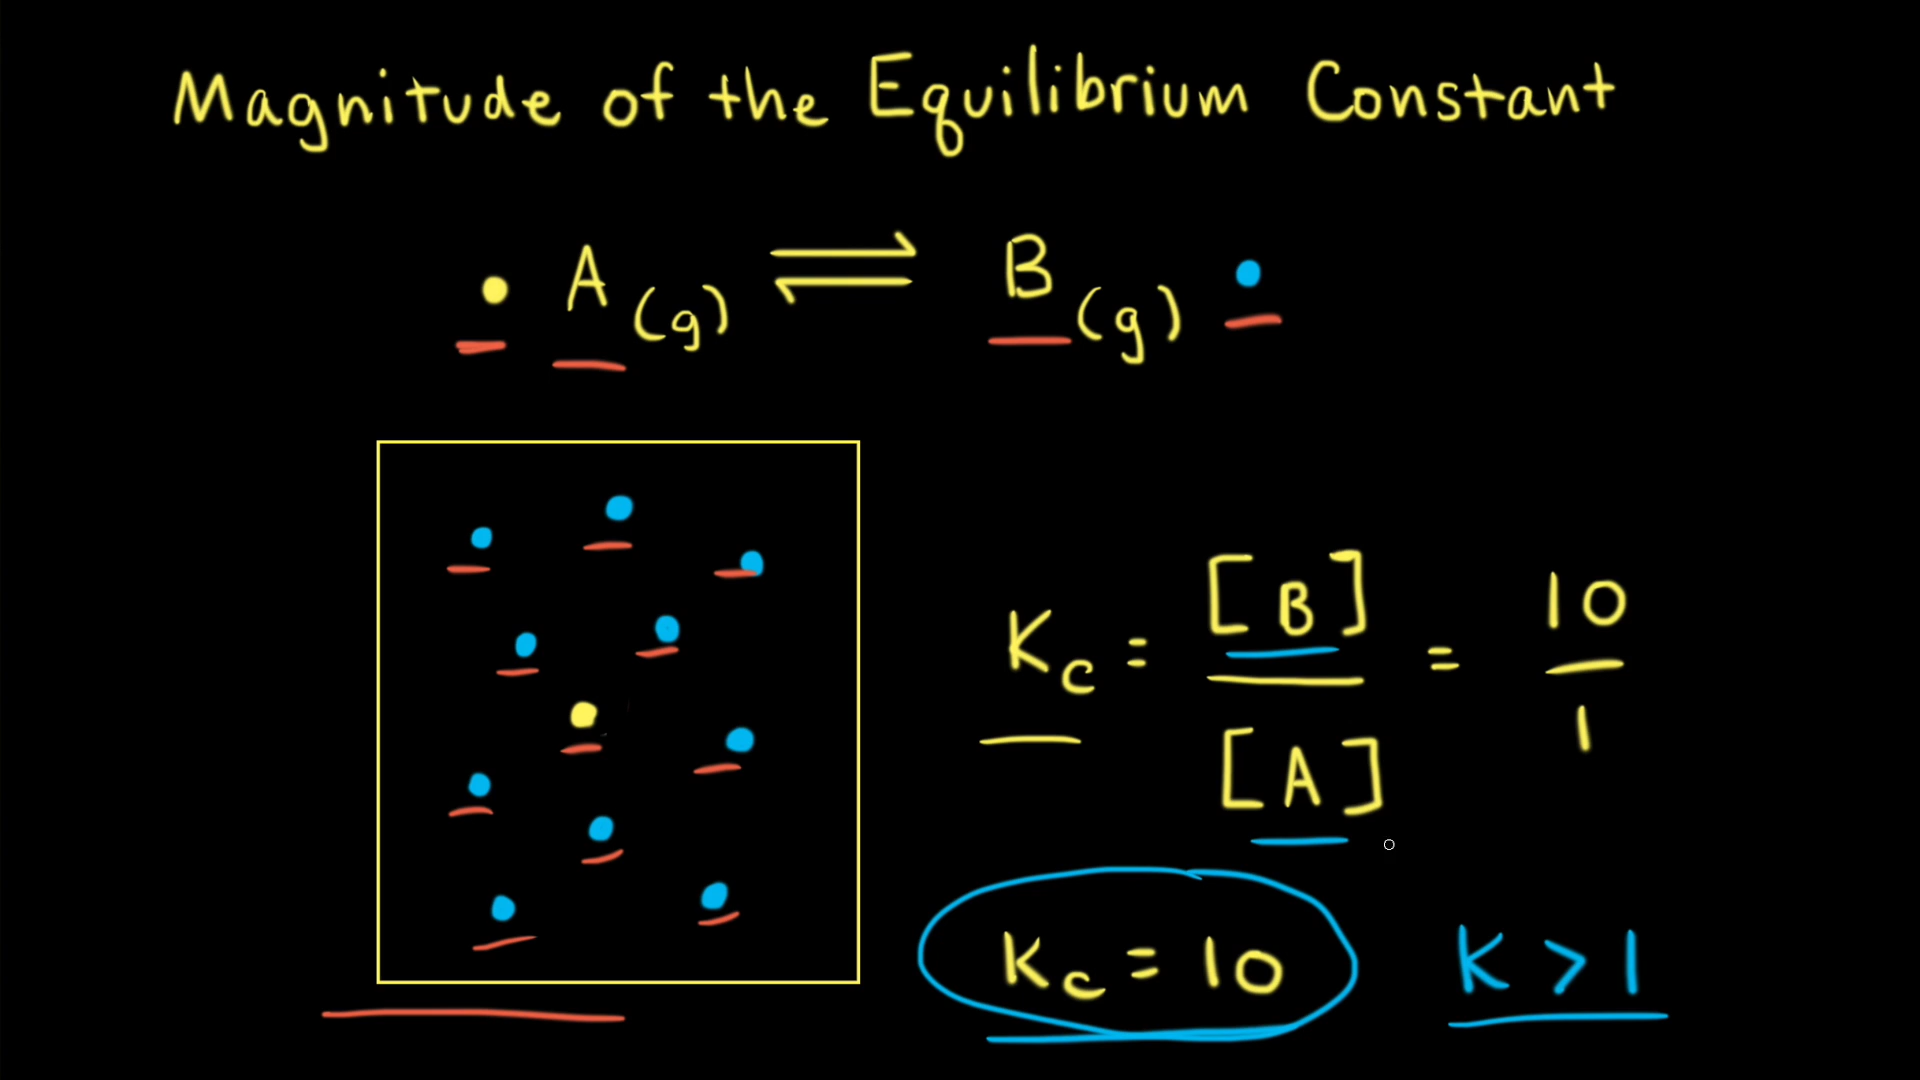 Magnitude of the Equilibrium Constant
A(g) ⇌ B(g)
Kc = [B] / [A] = 10 / 1
Kc = 10
K > 1